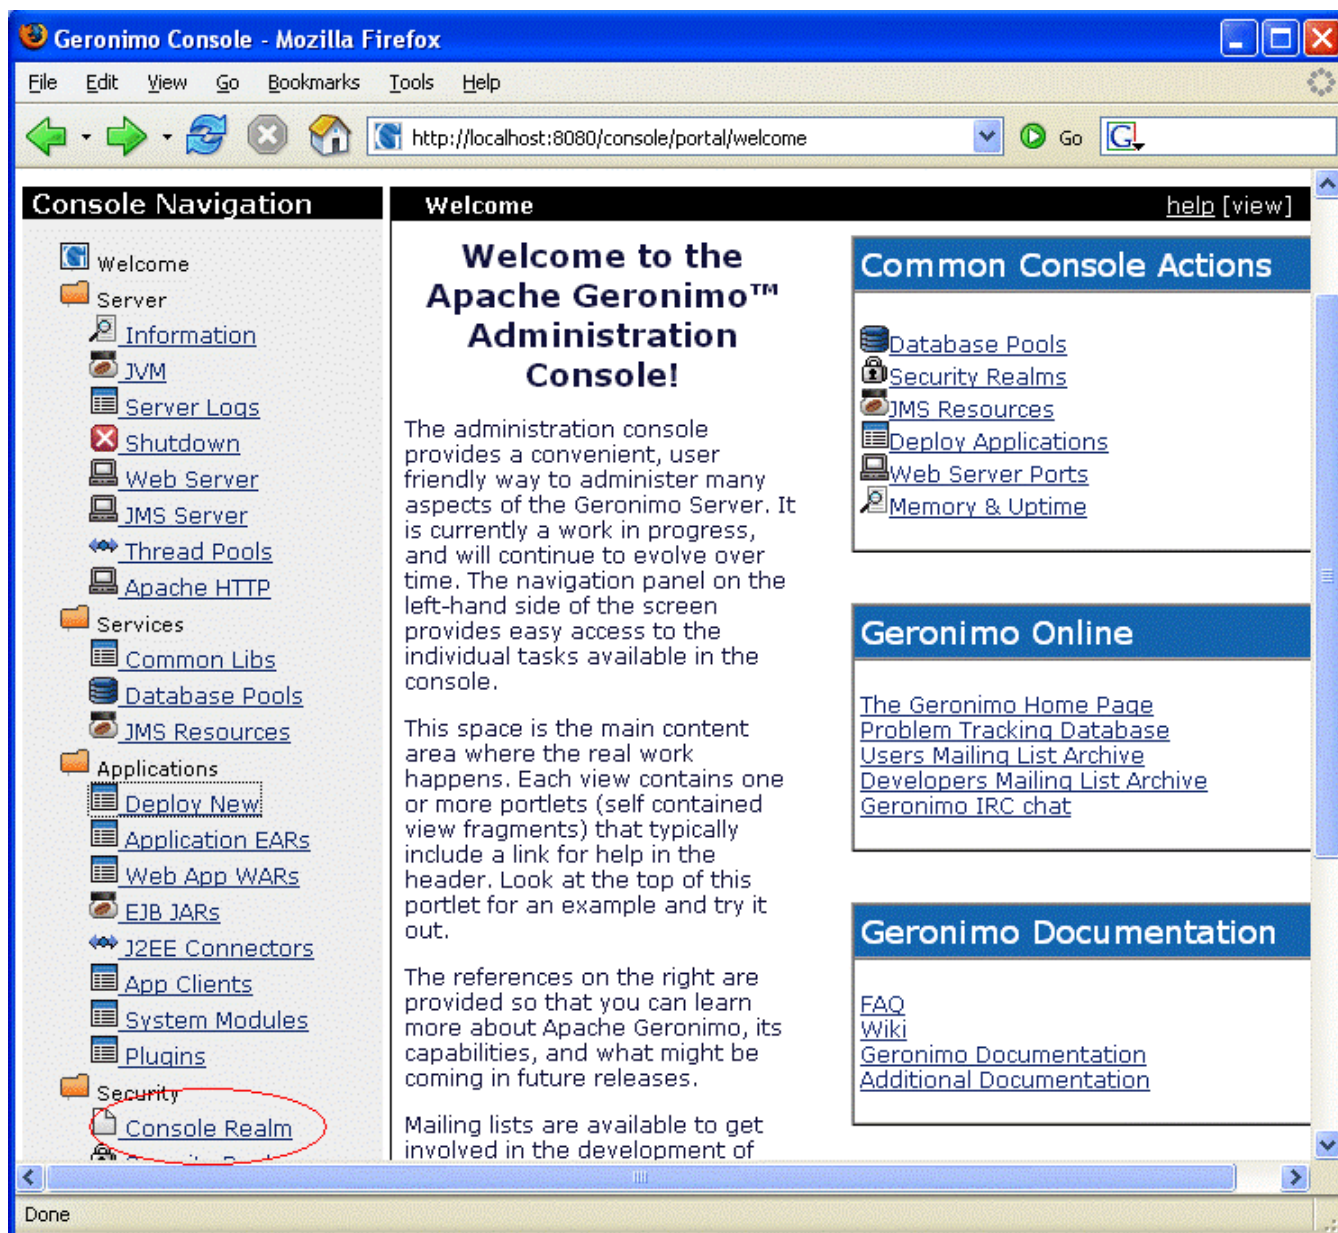 Geronimo Console - Mozilla Firefox
File Edit View Go Bookmarks Tools Help
http://localhost:8080/console/portal/welcome Go G
Console Navigation
Welcome
Server
Information
JVM
Server Logs
Shutdown
Web Server
JMS Server
Thread Pools
Apache HTTP
Services
Common Libs
Database Pools
JMS Resources
Applications
Deploy New
Application EARs
Web App WARs
EJB JARs
J2EE Connectors
App Clients
System Modules
Plugins
Security
Console Realm
Welcome help [view]
Welcome to the
Apache Geronimo™
Administration
Console!
The administration console
provides a convenient, user
friendly way to administer many
aspects of the Geronimo Server. It
is currently a work in progress,
and will continue to evolve over
time. The navigation panel on the
left-hand side of the screen
provides easy access to the
individual tasks available in the
console.
This space is the main content
area where the real work
happens. Each view contains one
or more portlets (self contained
view fragments) that typically
include a link for help in the
header. Look at the top of this
portlet for an example and try it
out.
The references on the right are
provided so that you can learn
more about Apache Geronimo, its
capabilities, and what might be
coming in future releases.
Mailing lists are available to get
involved in the development of
Common Console Actions
Database Pools
Security Realms
JMS Resources
Deploy Applications
Web Server Ports
Memory & Uptime
Geronimo Online
The Geronimo Home Page
Problem Tracking Database
Users Mailing List Archive
Developers Mailing List Archive
Geronimo IRC chat
Geronimo Documentation
FAQ
Wiki
Geronimo Documentation
Additional Documentation
Done